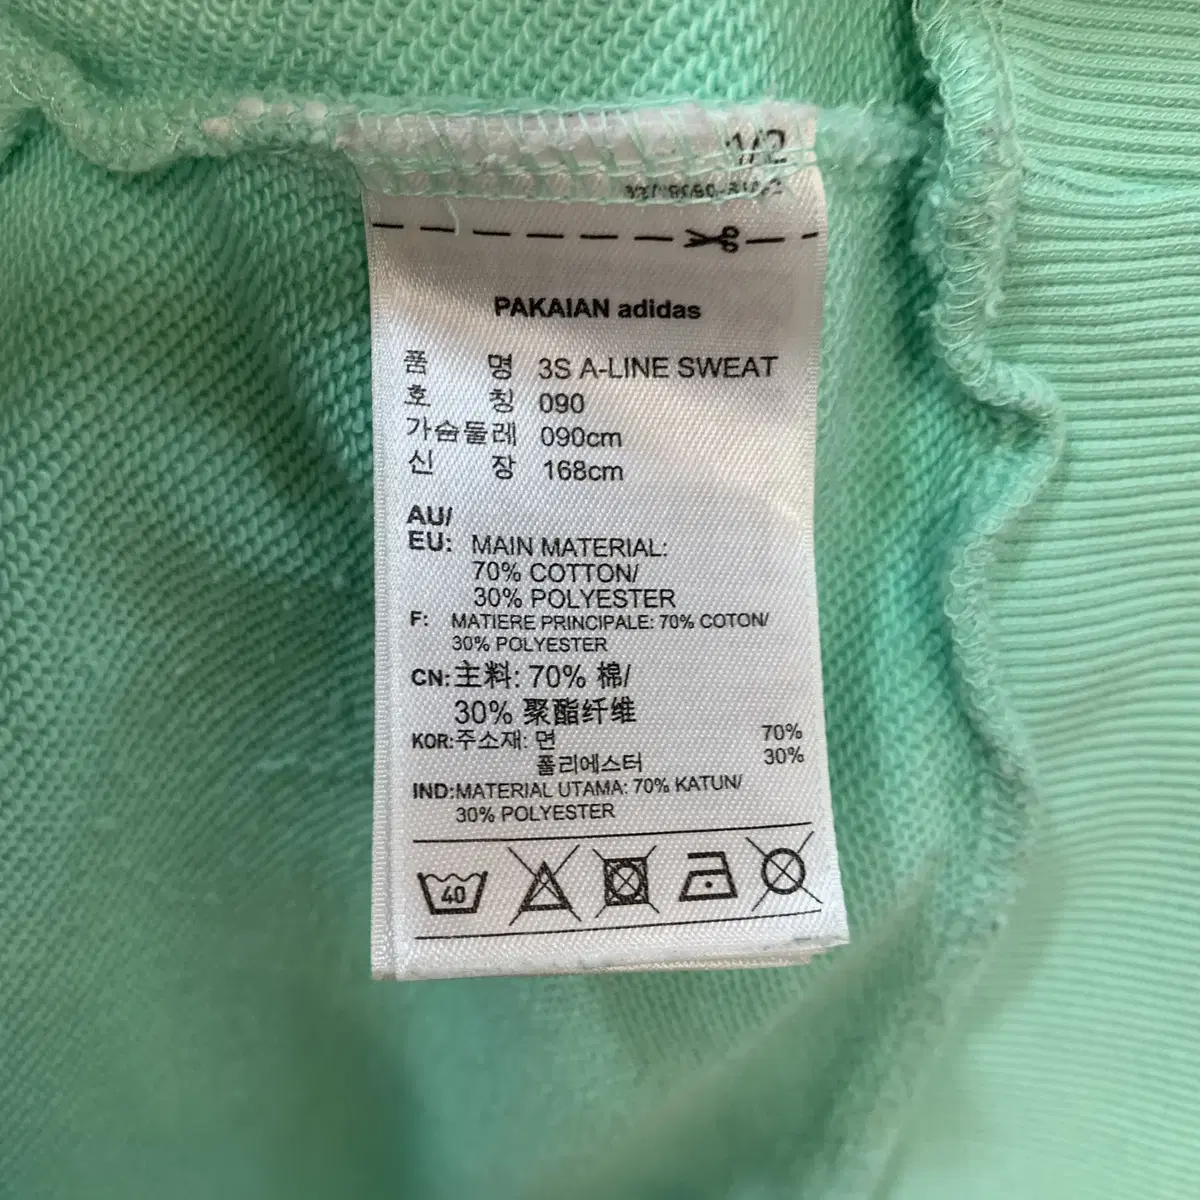 1/2
PAKAIAN adidas
품 명 3S A-LINE SWEAT
호 칭 090
가슴둘레 090cm
신 장 168cm
AU/
EU: MAIN MATERIAL:
70% COTTON/
30% POLYESTER
F: MATIERE PRINCIPALE: 70% COTON/
30% POLYESTER
CN: 主料: 70% 棉/
30% 聚酯纤维
KOR:주소재: 면 70%
폴리에스터 30%
IND:MATERIAL UTAMA: 70% KATUN/
30% POLYESTER
40